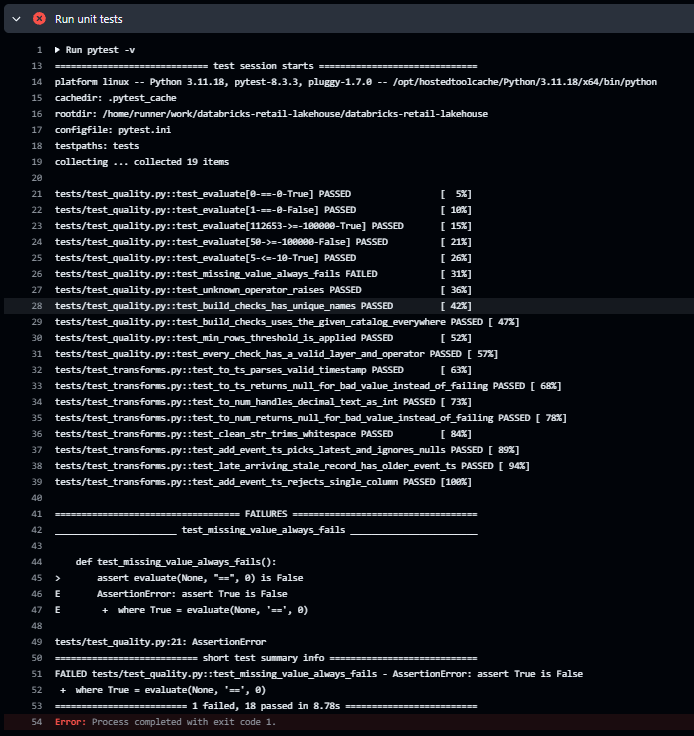 Run unit tests
1 ▶ Run pytest -v
13 ============================= test session starts ==============================
14 platform linux -- Python 3.11.18, pytest-8.3.3, pluggy-1.7.0 -- /opt/hostedtoolcache/Python/3.11.18/x64/bin/python
15 cachedir: .pytest_cache
16 rootdir: /home/runner/work/databricks-retail-lakehouse/databricks-retail-lakehouse
17 configfile: pytest.ini
18 testpaths: tests
19 collecting ... collected 19 items
20
21 tests/test_quality.py::test_evaluate[0-==-0-True] PASSED [  5%]
22 tests/test_quality.py::test_evaluate[1-==-0-False] PASSED [ 10%]
23 tests/test_quality.py::test_evaluate[112653->=-100000-True] PASSED [ 15%]
24 tests/test_quality.py::test_evaluate[50->=-100000-False] PASSED [ 21%]
25 tests/test_quality.py::test_evaluate[5-<=-10-True] PASSED [ 26%]
26 tests/test_quality.py::test_missing_value_always_fails FAILED [ 31%]
27 tests/test_quality.py::test_unknown_operator_raises PASSED [ 36%]
28 tests/test_quality.py::test_build_checks_has_unique_names PASSED [ 42%]
29 tests/test_quality.py::test_build_checks_uses_the_given_catalog_everywhere PASSED [ 47%]
30 tests/test_quality.py::test_min_rows_threshold_is_applied PASSED [ 52%]
31 tests/test_quality.py::test_every_check_has_a_valid_layer_and_operator PASSED [ 57%]
32 tests/test_transforms.py::test_to_ts_parses_valid_timestamp PASSED [ 63%]
33 tests/test_transforms.py::test_to_ts_returns_null_for_bad_value_instead_of_failing PASSED [ 68%]
34 tests/test_transforms.py::test_to_num_handles_decimal_text_as_int PASSED [ 73%]
35 tests/test_transforms.py::test_to_num_returns_null_for_bad_value_instead_of_failing PASSED [ 78%]
36 tests/test_transforms.py::test_clean_str_trims_whitespace PASSED [ 84%]
37 tests/test_transforms.py::test_add_event_ts_picks_latest_and_ignores_nulls PASSED [ 89%]
38 tests/test_transforms.py::test_late_arriving_stale_record_has_older_event_ts PASSED [ 94%]
39 tests/test_transforms.py::test_add_event_ts_rejects_single_column PASSED [100%]
40
41 =================================== FAILURES ===================================
42 _______________________ test_missing_value_always_fails ________________________
43
44 def test_missing_value_always_fails():
45 > assert evaluate(None, "==", 0) is False
46 E AssertionError: assert True is False
47 E + where True = evaluate(None, '==', 0)
48
49 tests/test_quality.py:21: AssertionError
50 =========================== short test summary info ============================
51 FAILED tests/test_quality.py::test_missing_value_always_fails - AssertionError: assert True is False
52 + where True = evaluate(None, '==', 0)
53 ========================= 1 failed, 18 passed in 8.78s =========================
54 Error: Process completed with exit code 1.